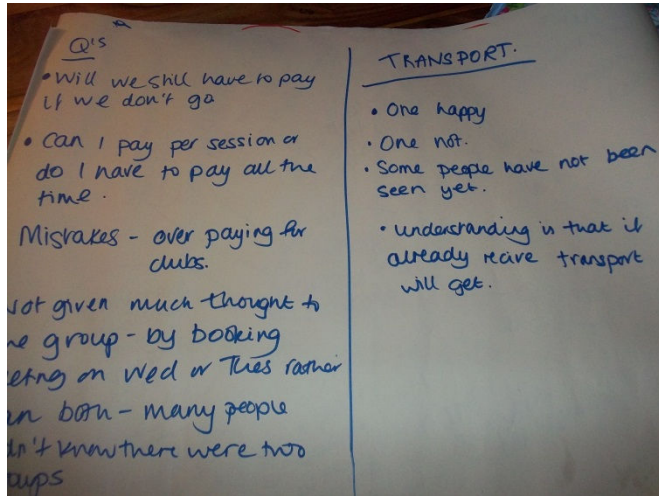 Q's
• Will we still have to pay
if we don't go
• Can I pay per session or
do I have to pay all the
time.
Mistakes - over paying for
clubs.
not given much thought to
group - by booking
on Wed or Tues rather
both - many people
know there were two
TRANSPORT.
• One happy
• One not.
• Some people have not been
seen yet.
• understanding is that if
already recive transport
will get.